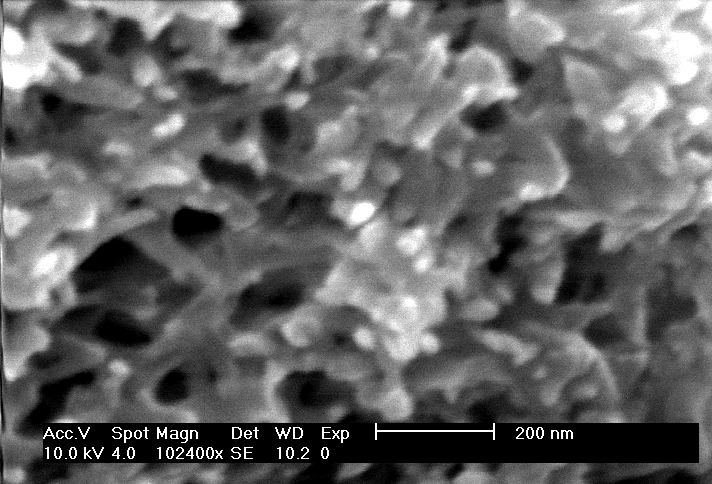 Acc.V Spot Magn Det WD Exp 200 nm
10.0 kV 4.0 102400x SE 10.2 0